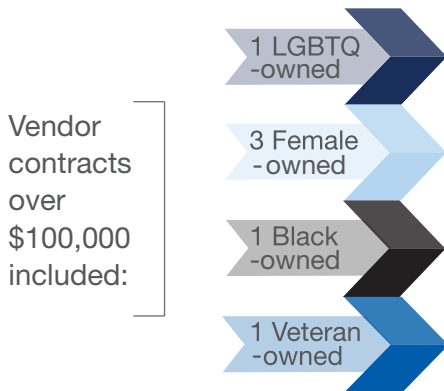 Vendor
contracts
over
$100,000
included:
1 LGBTQ
-owned
3 Female
-owned
1 Black
-owned
1 Veteran
-owned